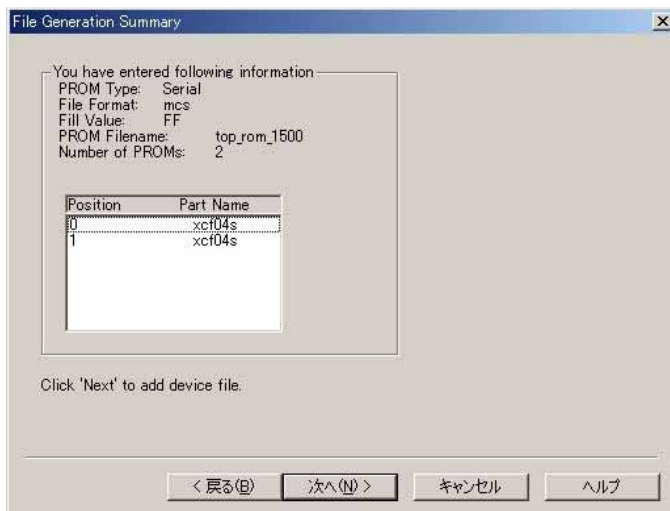 File Generation Summary
You have entered following information
PROM Type: Serial
File Format: mcs
Fill Value: FF
PROM Filename: top_rom_1500
Number of PROMs: 2
Position Part Name
0 xcf04s
1 xcf04s
Click 'Next' to add device file.
< 戻る(B) 次へ(N) > キャンセル ヘルプ